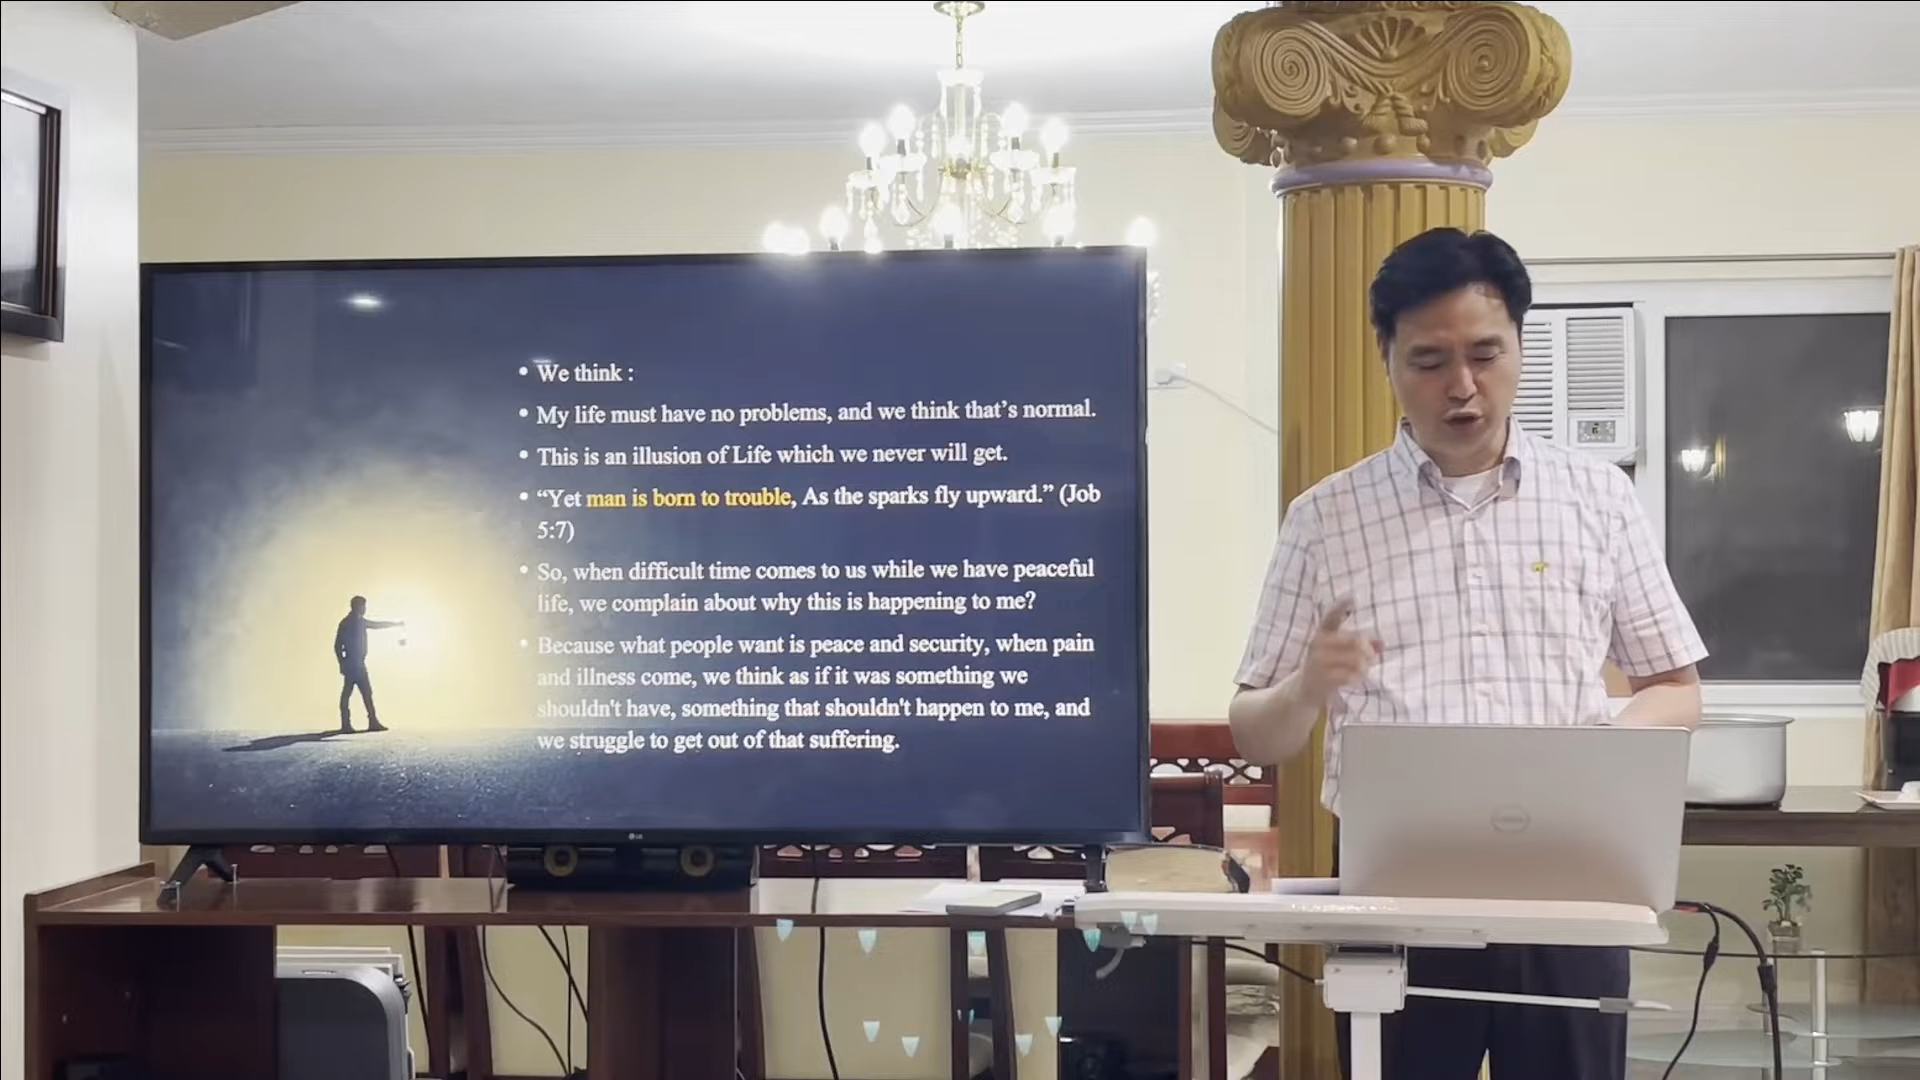 • We think :
• My life must have no problems, and we think that’s normal.
• This is an illusion of Life which we never will get.
• “Yet man is born to trouble, As the sparks fly upward.” (Job
5:7)
• So, when difficult time comes to us while we have peaceful
life, we complain about why this is happening to me?
• Because what people want is peace and security, when pain
and illness come, we think as if it was something we
shouldn't have, something that shouldn't happen to me, and
we struggle to get out of that suffering.
LG
DELL